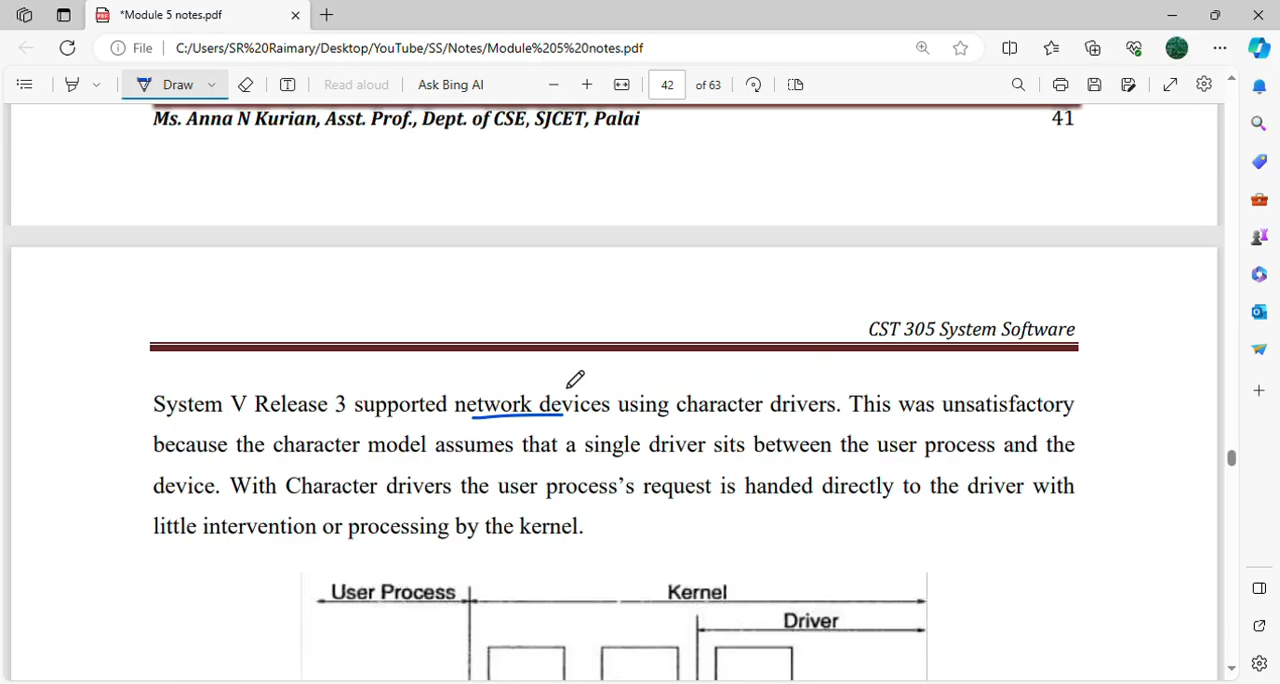 *Module 5 notes.pdf
File
C:/Users/SR%20Raimary/Desktop/YouTube/SS/Notes/Module%205%20notes.pdf
Draw
Read aloud
Ask Bing AI
42
of 63
Ms. Anna N Kurian, Asst. Prof., Dept. of CSE, SJCET, Palai
41
CST 305 System Software
System V Release 3 supported network devices using character drivers. This was unsatisfactory
because the character model assumes that a single driver sits between the user process and the
device. With Character drivers the user process's request is handed directly to the driver with
little intervention or processing by the kernel.
User Process
Kernel
Driver